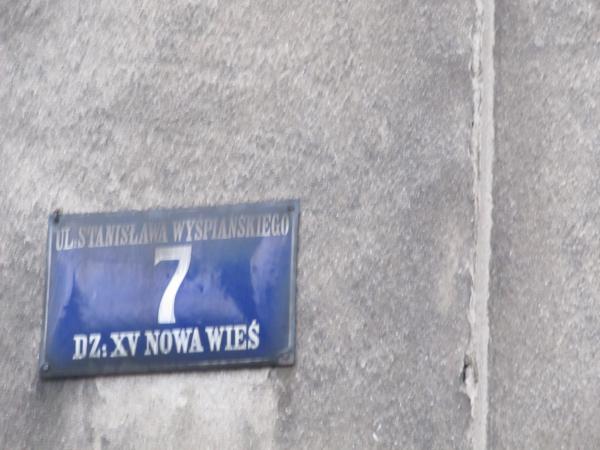 UL. STANISŁAWA WYSPIAŃSKIEGO
7
DZ: XV NOWA WIEŚ